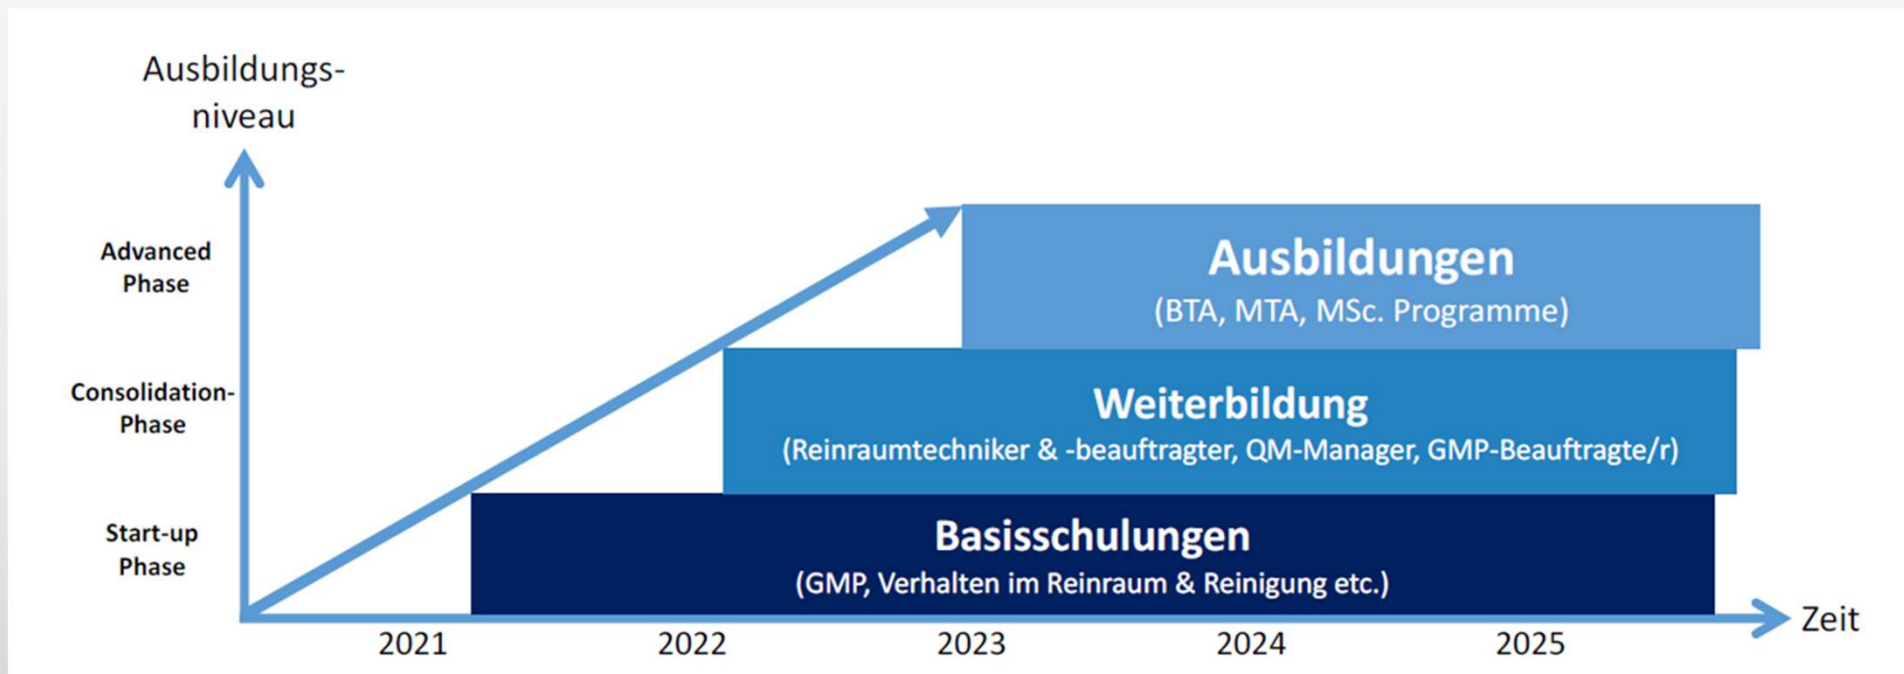 Ausbildungs-
niveau
Advanced
Phase
Ausbildungen
(BTA, MTA, MSc. Programme)
Consolidation-
Phase
Weiterbildung
(Reinraumtechniker & -beauftragter, QM-Manager, GMP-Beauftragte/r)
Start-up
Phase
Basisschulungen
(GMP, Verhalten im Reinraum & Reinigung etc.)
Zeit
2021 2022 2023 2024 2025